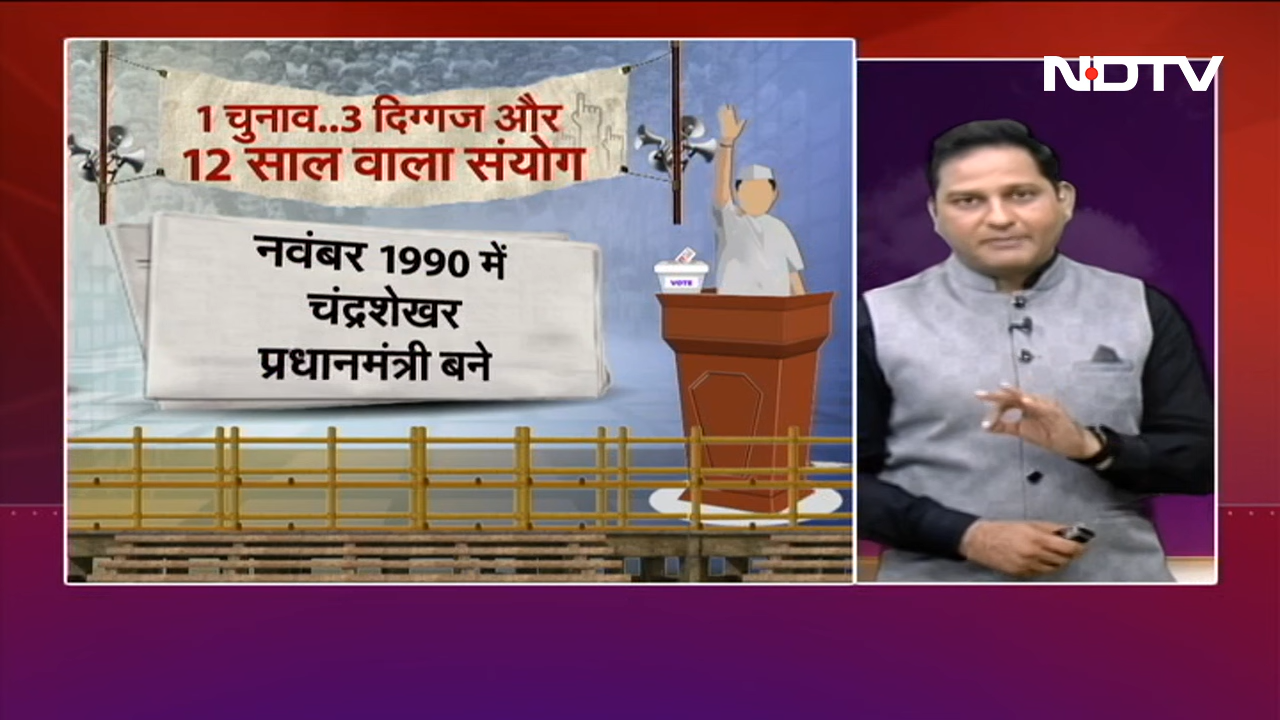 1 चुनाव..3 दिग्गज और
12 साल वाला संयोग
नवंबर 1990 में
चंद्रशेखर
प्रधानमंत्री बने
VOTE
NDTV